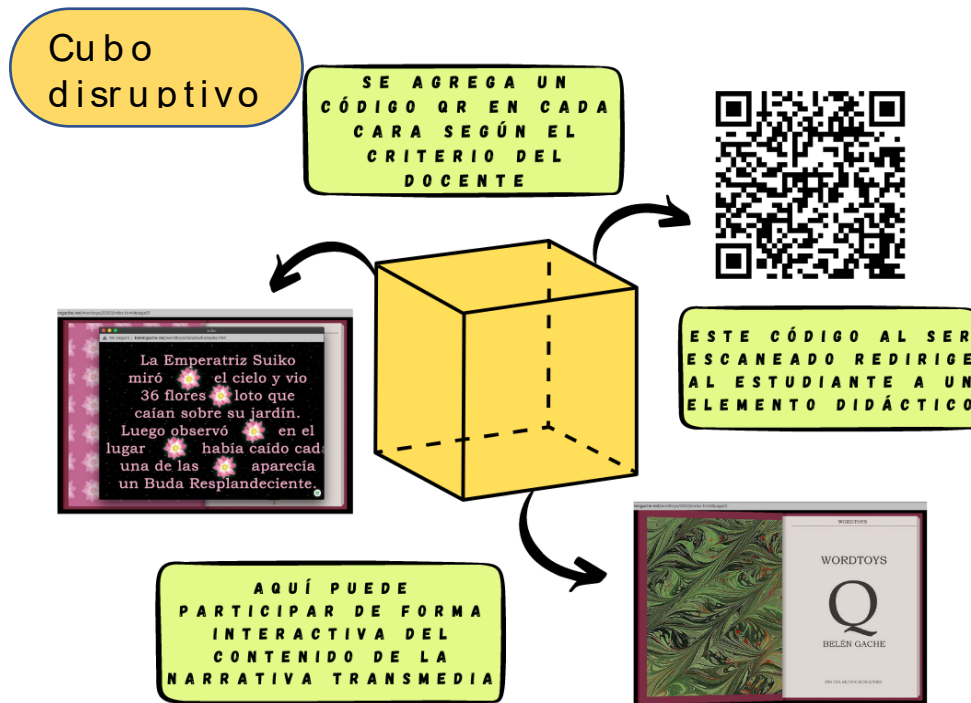 Cubo
disruptivo
SE AGREGA UN
CÓDIGO QR EN CADA
CARA SEGÚN EL
CRITERIO DEL
DOCENTE
ESTE CÓDIGO AL SER
ESCANEADO REDIRIGE
AL ESTUDIANTE A UN
ELEMENTO DIDÁCTICO
La Emperatriz Suiko
miró el cielo y vio
36 flores loto que
caían sobre su jardín.
Luego observó en el
lugar había caído cada
una de las aparecía
un Buda Resplandeciente.
WORDTOYS
WORDTOYS
Q
BELÉN GACHE
AQUÍ PUEDE
PARTICIPAR DE FORMA
INTERACTIVA DEL
CONTENIDO DE LA
NARRATIVA TRANSMEDIA